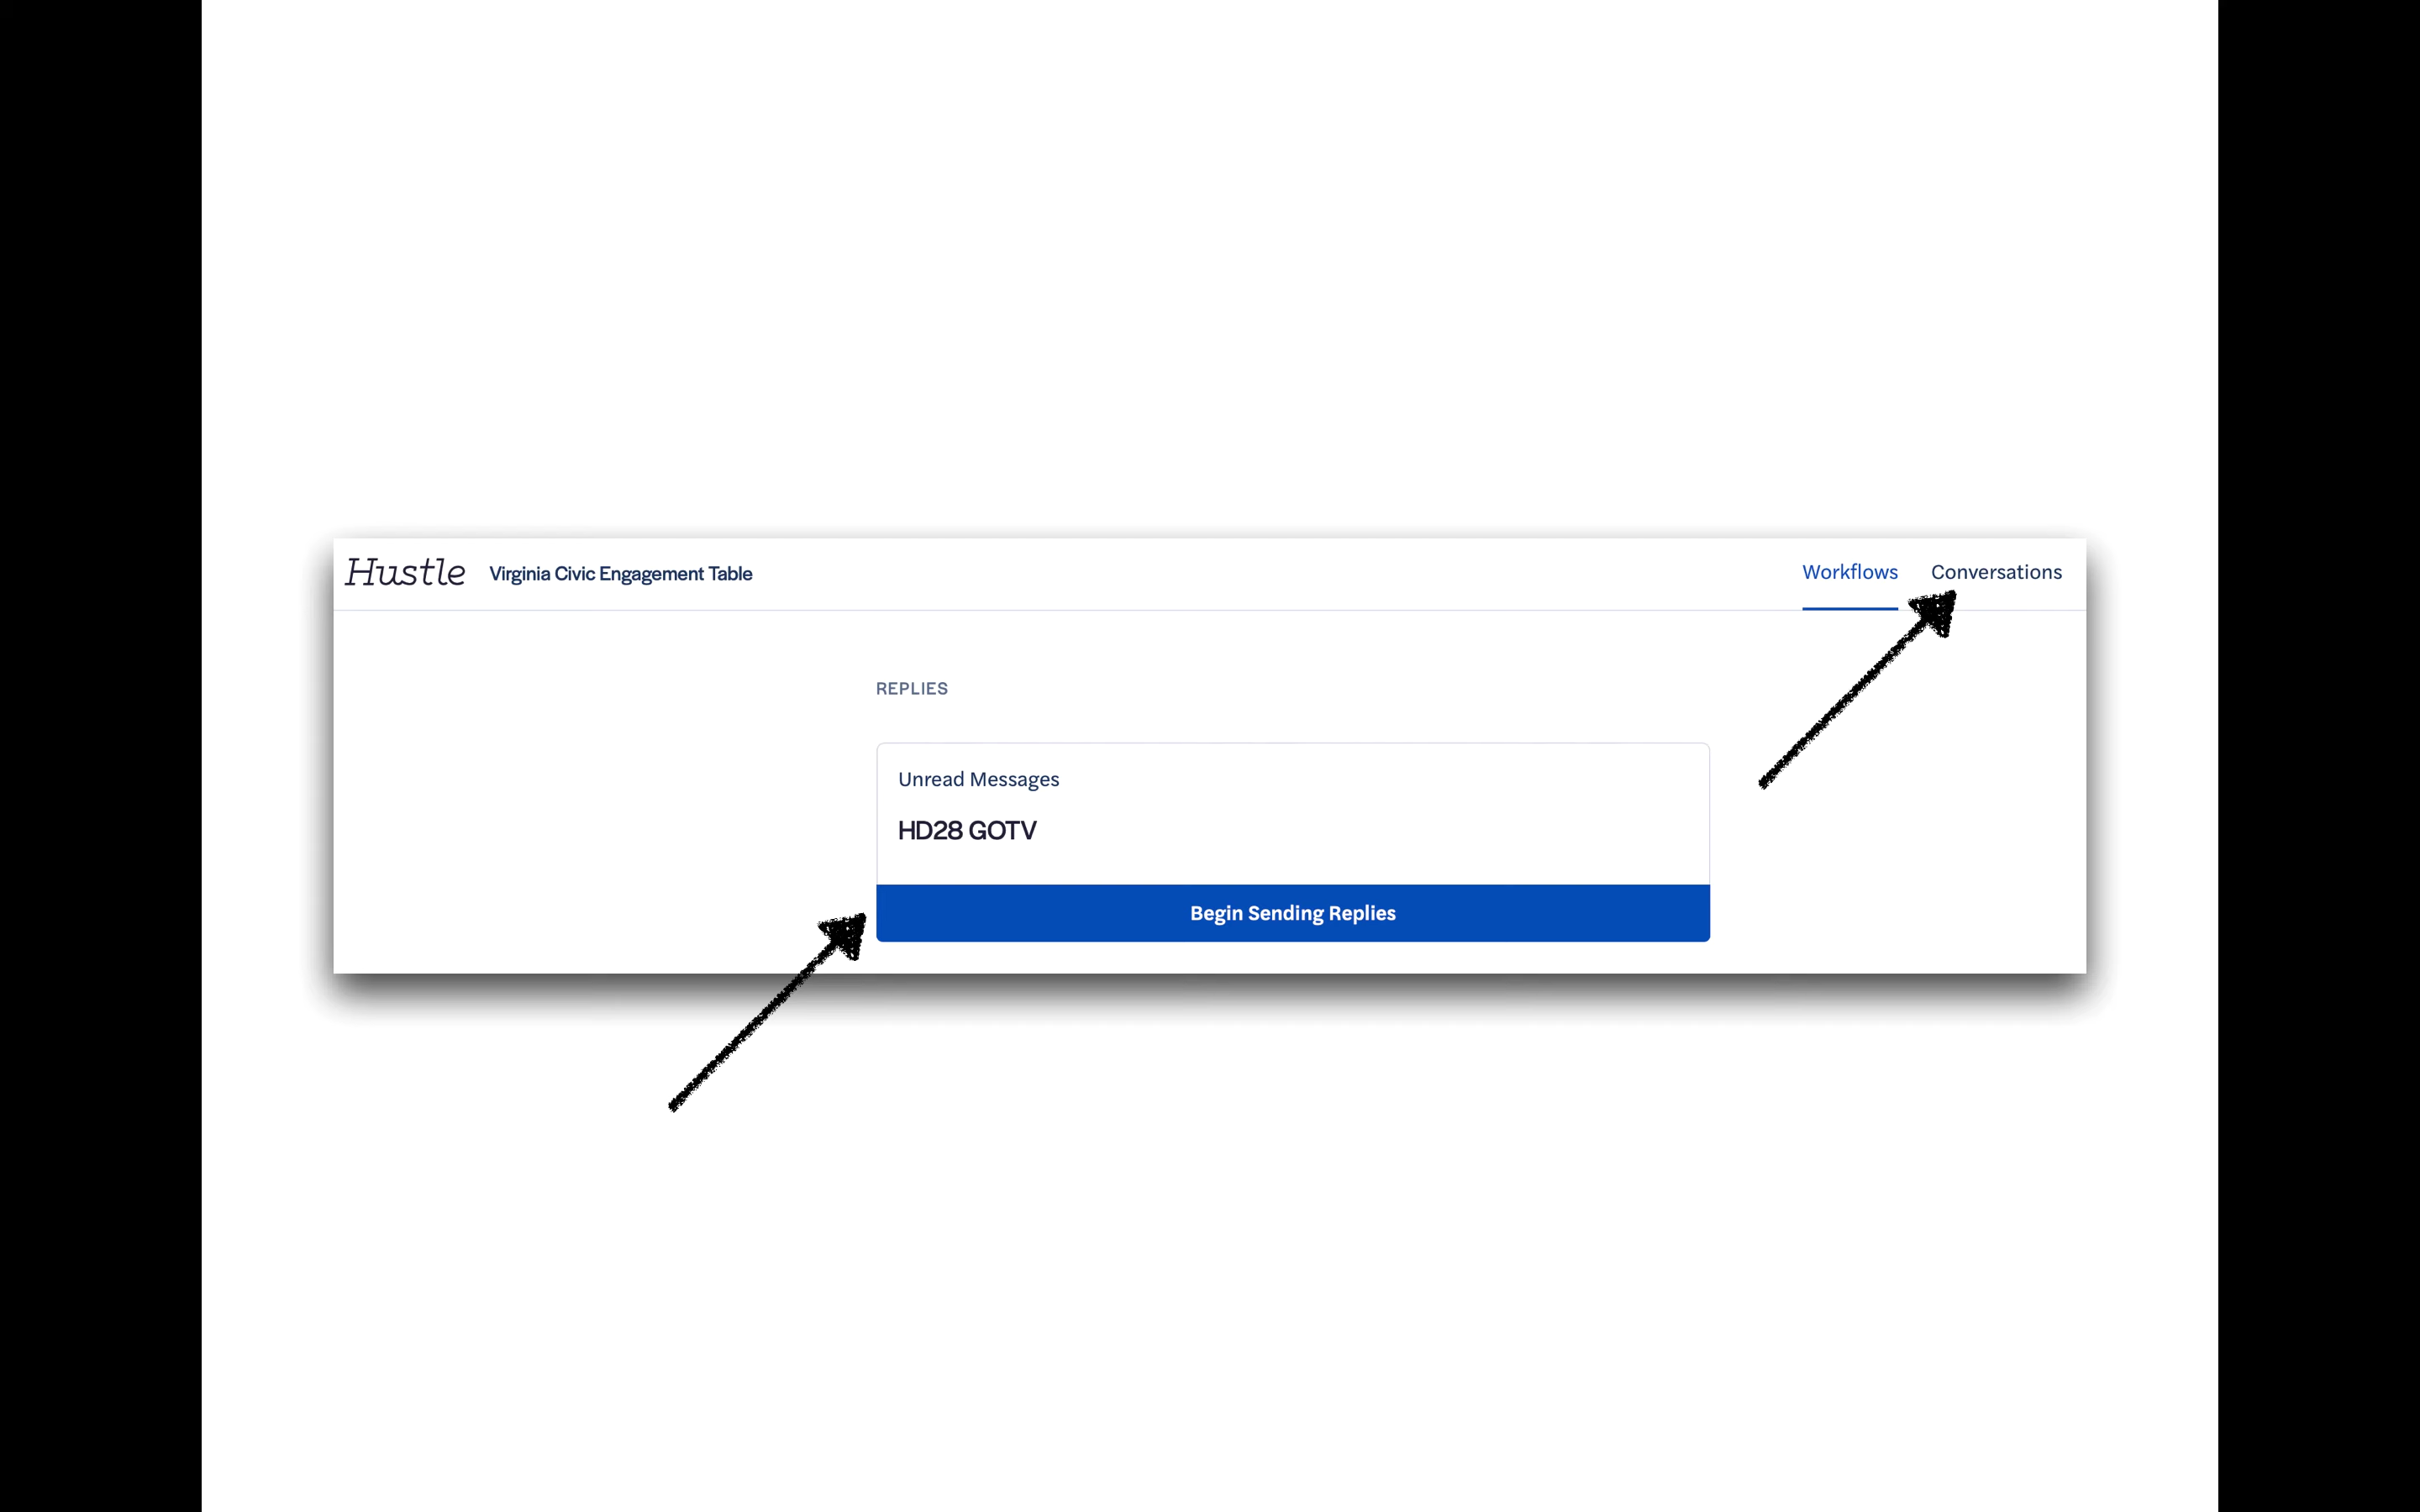 Hustle Virginia Civic Engagement Table Workflows Conversations
REPLIES
Unread Messages
HD28 GOTV
Begin Sending Replies